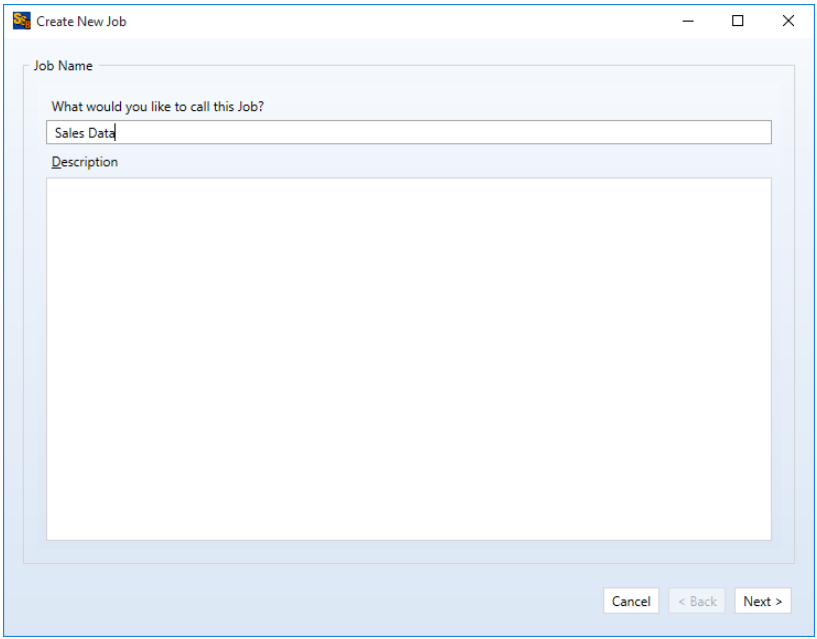 Create New Job
Job Name
What would you like to call this Job?
Sales Data
Description
Cancel < Back Next >